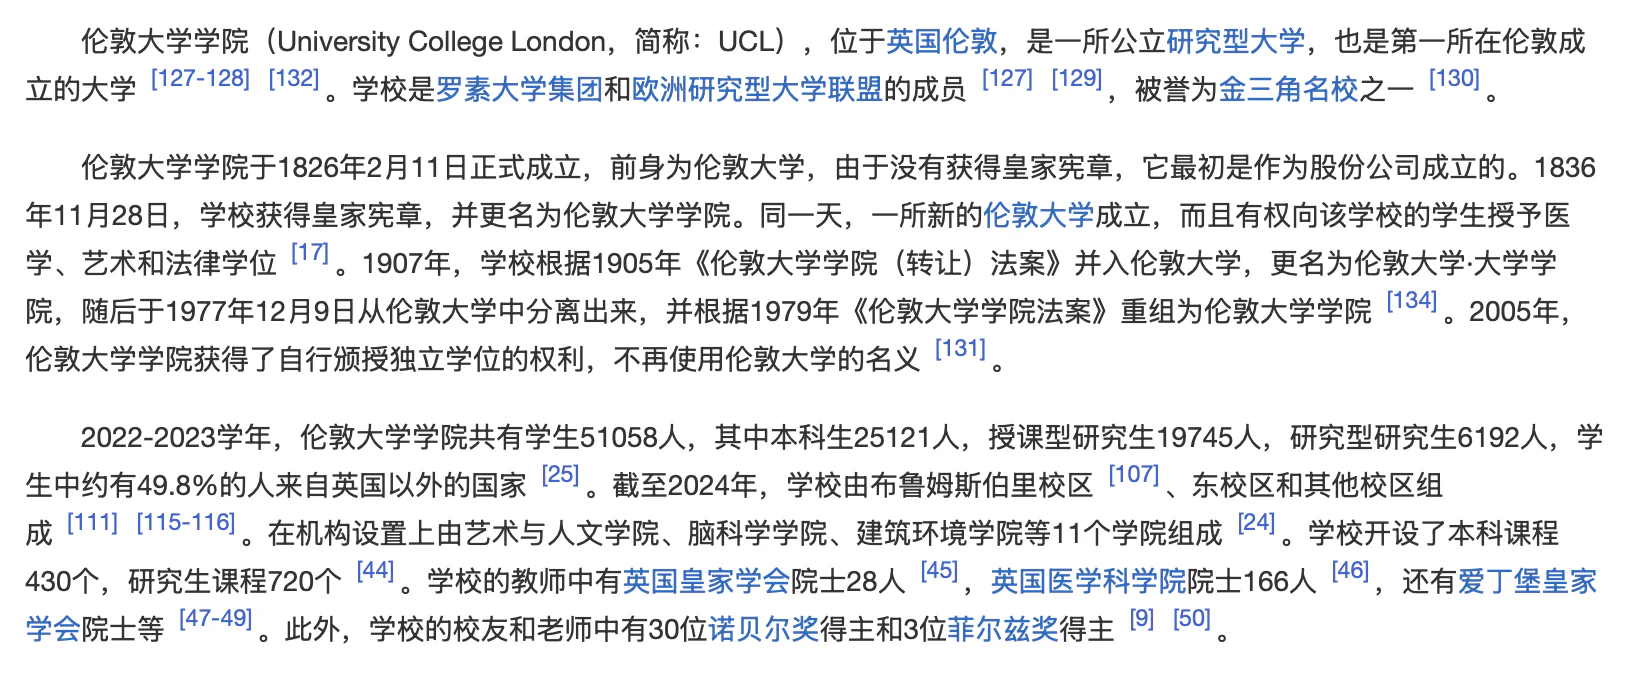 伦敦大学学院（University College London，简称：UCL），位于英国伦敦，是一所公立研究型大学，也是第一所在伦敦成
立的大学 [127-128] [132] 。学校是罗素大学集团和欧洲研究型大学联盟的成员 [127] [129] ，被誉为金三角名校之一 [130] 。
伦敦大学学院于1826年2月11日正式成立，前身为伦敦大学，由于没有获得皇家宪章，它最初是作为股份公司成立的。1836
年11月28日，学校获得皇家宪章，并更名为伦敦大学学院。同一天，一所新的伦敦大学成立，而且有权向该学校的学生授予医
学、艺术和法律学位 [17] 。1907年，学校根据1905年《伦敦大学学院（转让）法案》并入伦敦大学，更名为伦敦大学·大学学
院，随后于1977年12月9日从伦敦大学中分离出来，并根据1979年《伦敦大学学院法案》重组为伦敦大学学院 [134] 。2005年，
伦敦大学学院获得了自行颁授独立学位的权利，不再使用伦敦大学的名义 [131] 。
2022-2023学年，伦敦大学学院共有学生51058人，其中本科生25121人，授课型研究生19745人，研究型研究生6192人，学
生中约有49.8%的人来自英国以外的国家 [25] 。截至2024年，学校由布鲁姆斯伯里校区 [107] 、东校区和其他校区组
成 [111] [115-116] 。在机构设置上由艺术与人文学院、脑科学学院、建筑环境学院等11个学院组成 [24] 。学校开设了本科课程
430个，研究生课程720个 [44] 。学校的教师中有英国皇家学会院士28人 [45] ，英国医学科学院院士166人 [46] ，还有爱丁堡皇家
学会院士等 [47-49] 。此外，学校的校友和老师中有30位诺贝尔奖得主和3位菲尔兹奖得主 [9] [50] 。